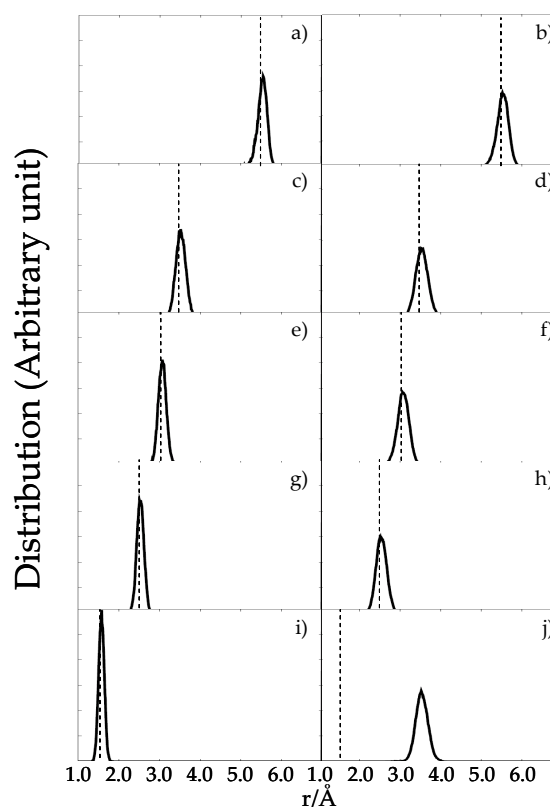 a)
b)
c)
d)
e)
f)
g)
h)
i)
j)
Distribution (Arbitrary unit)
1.0 2.0 3.0 4.0 5.0 6.0 1.0 2.0 3.0 4.0 5.0 6.0
r/Å